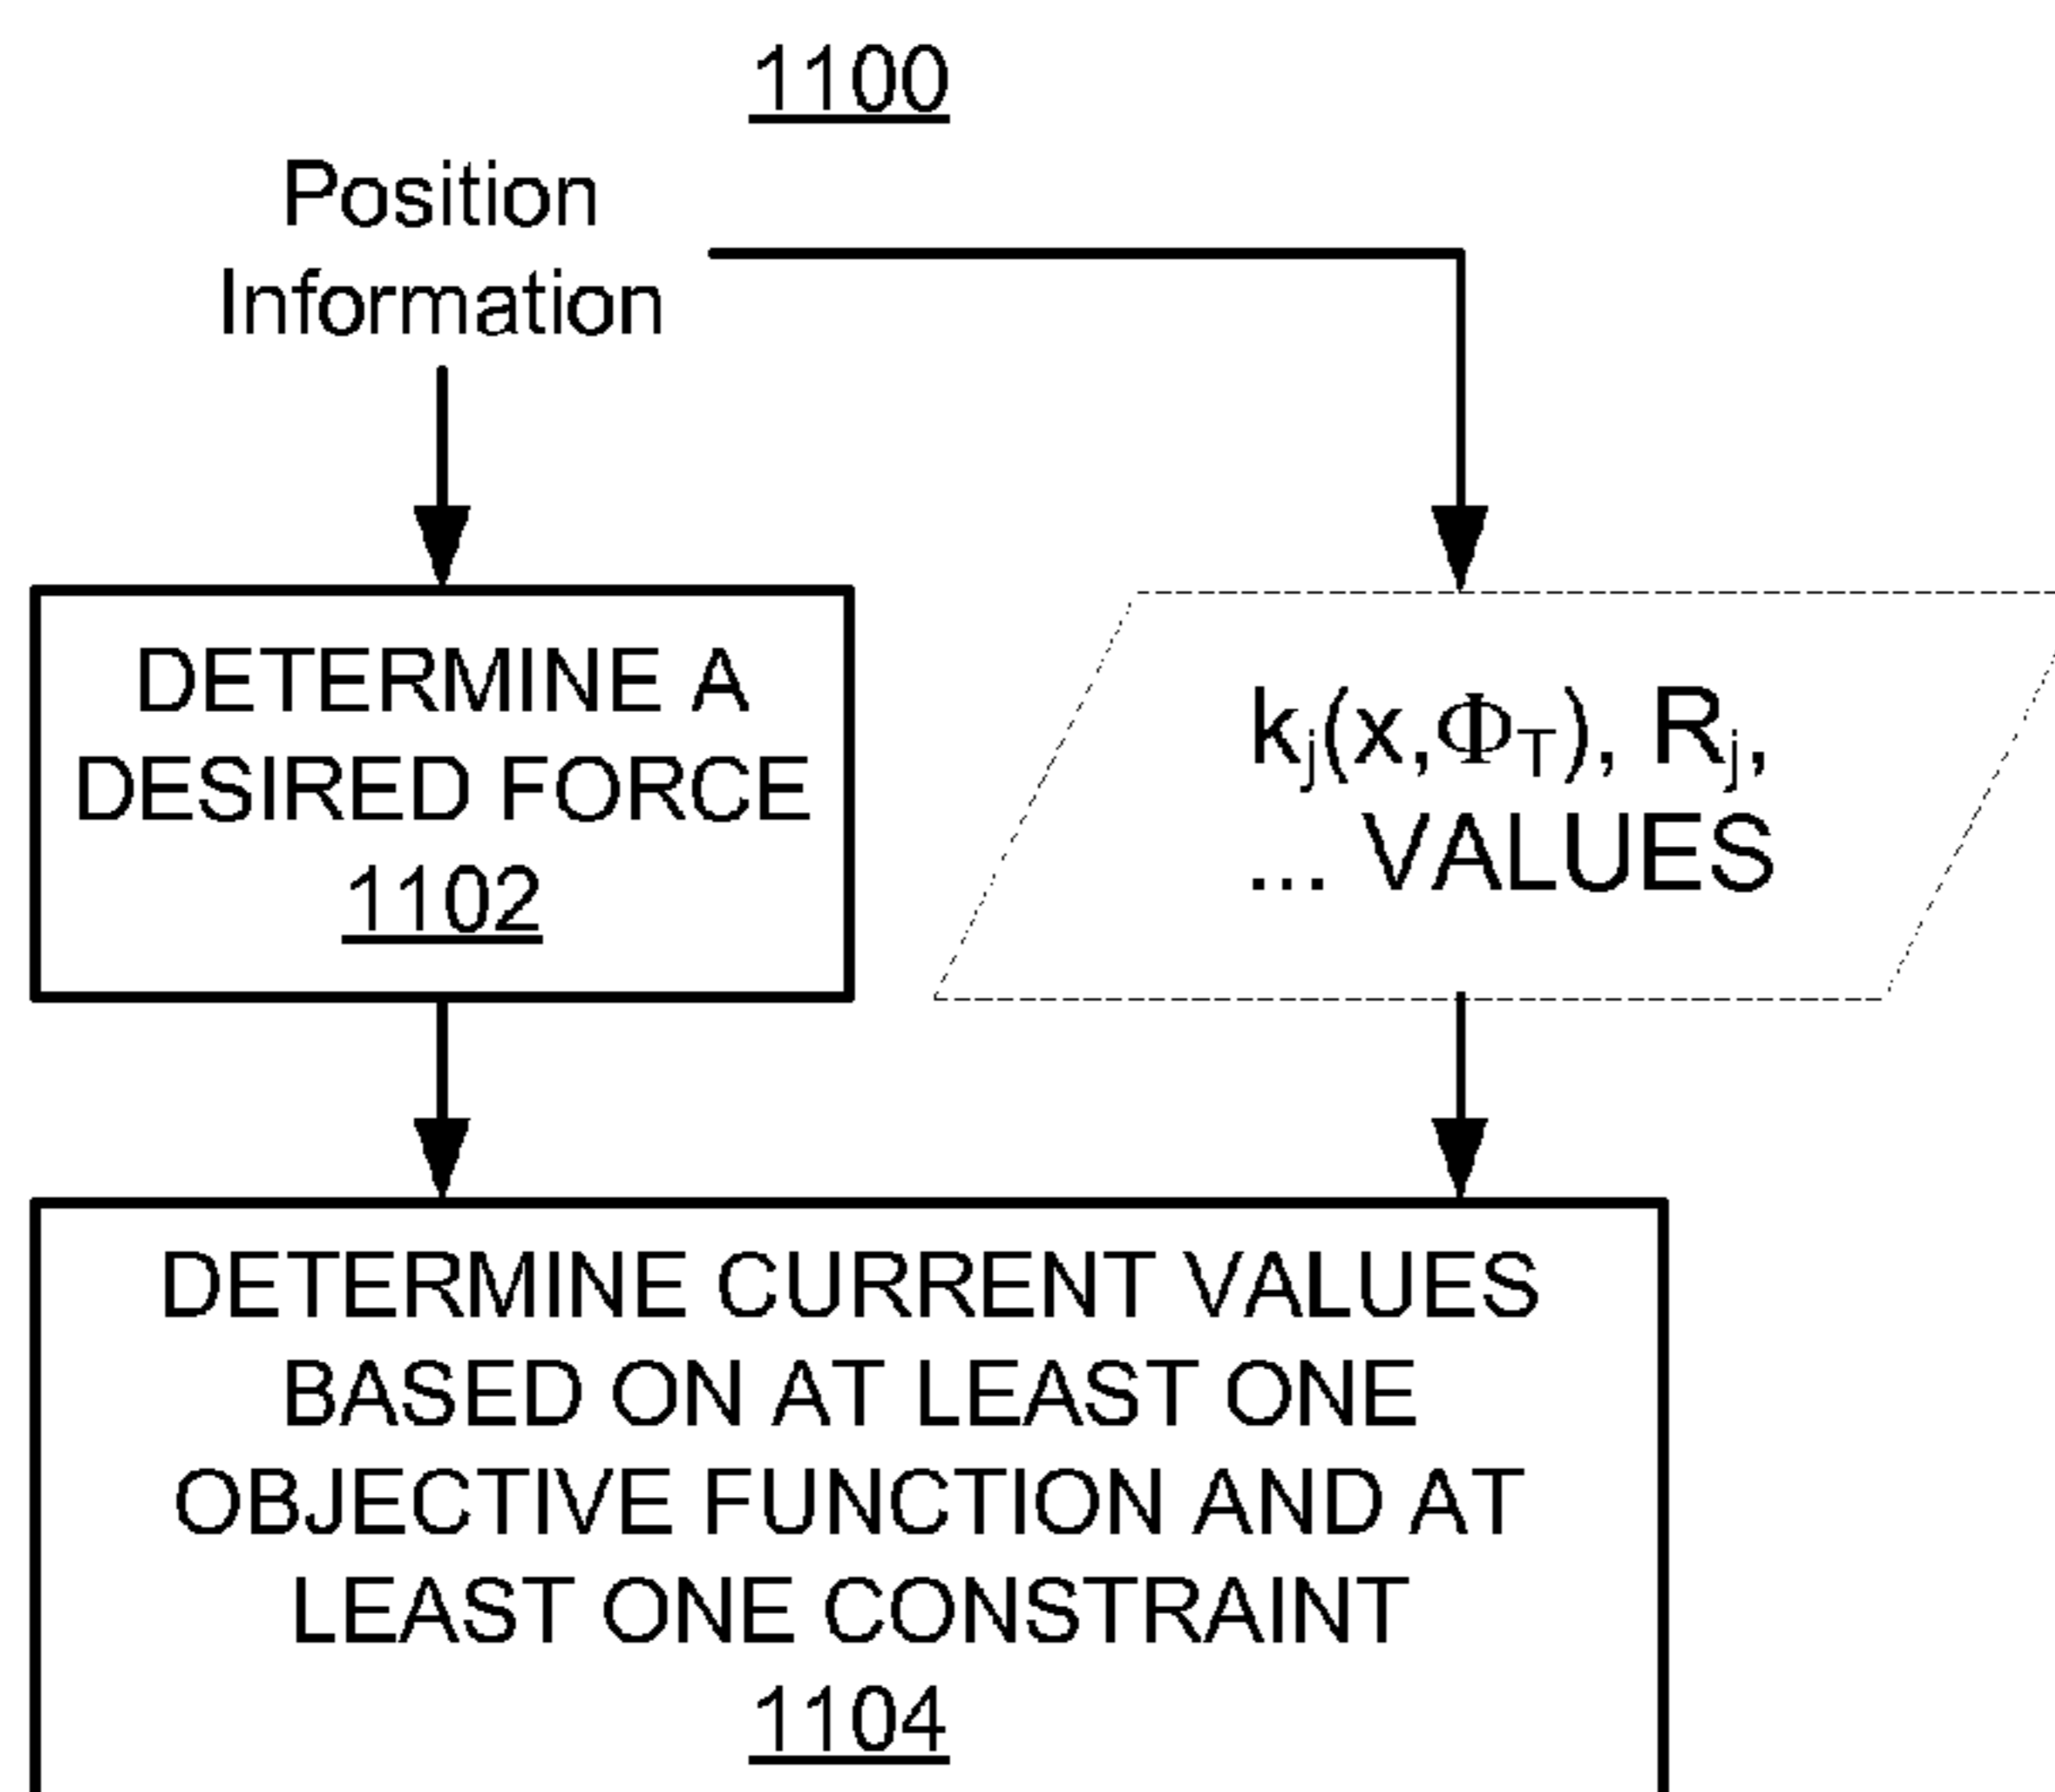 1100
Position
Information
DETERMINE A
DESIRED FORCE
1102
kj(x,ΦT), Rj,
... VALUES
DETERMINE CURRENT VALUES
BASED ON AT LEAST ONE
OBJECTIVE FUNCTION AND AT
LEAST ONE CONSTRAINT
1104